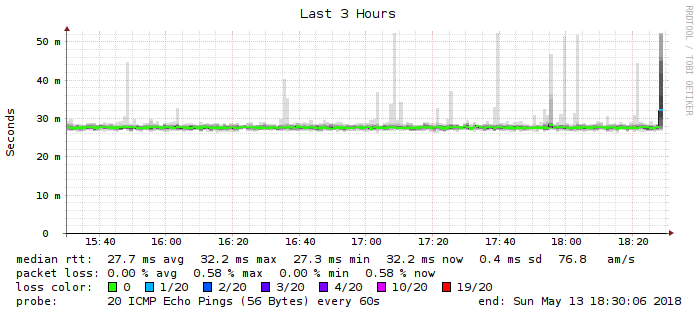 Last 3 Hours
RRDTOOL / TOBI OETIKER
Seconds
50 m
40 m
30 m
20 m
10 m
0
15:40 16:00 16:20 16:40 17:00 17:20 17:40 18:00 18:20
median rtt: 27.7 ms avg 32.2 ms max 27.3 ms min 32.2 ms now 0.4 ms sd 76.8 am/s
packet loss: 0.00 % avg 0.58 % max 0.00 % min 0.58 % now
loss color: 0 1/20 2/20 3/20 4/20 10/20 19/20
probe: 20 ICMP Echo Pings (56 Bytes) every 60s end: Sun May 13 18:30:06 2018